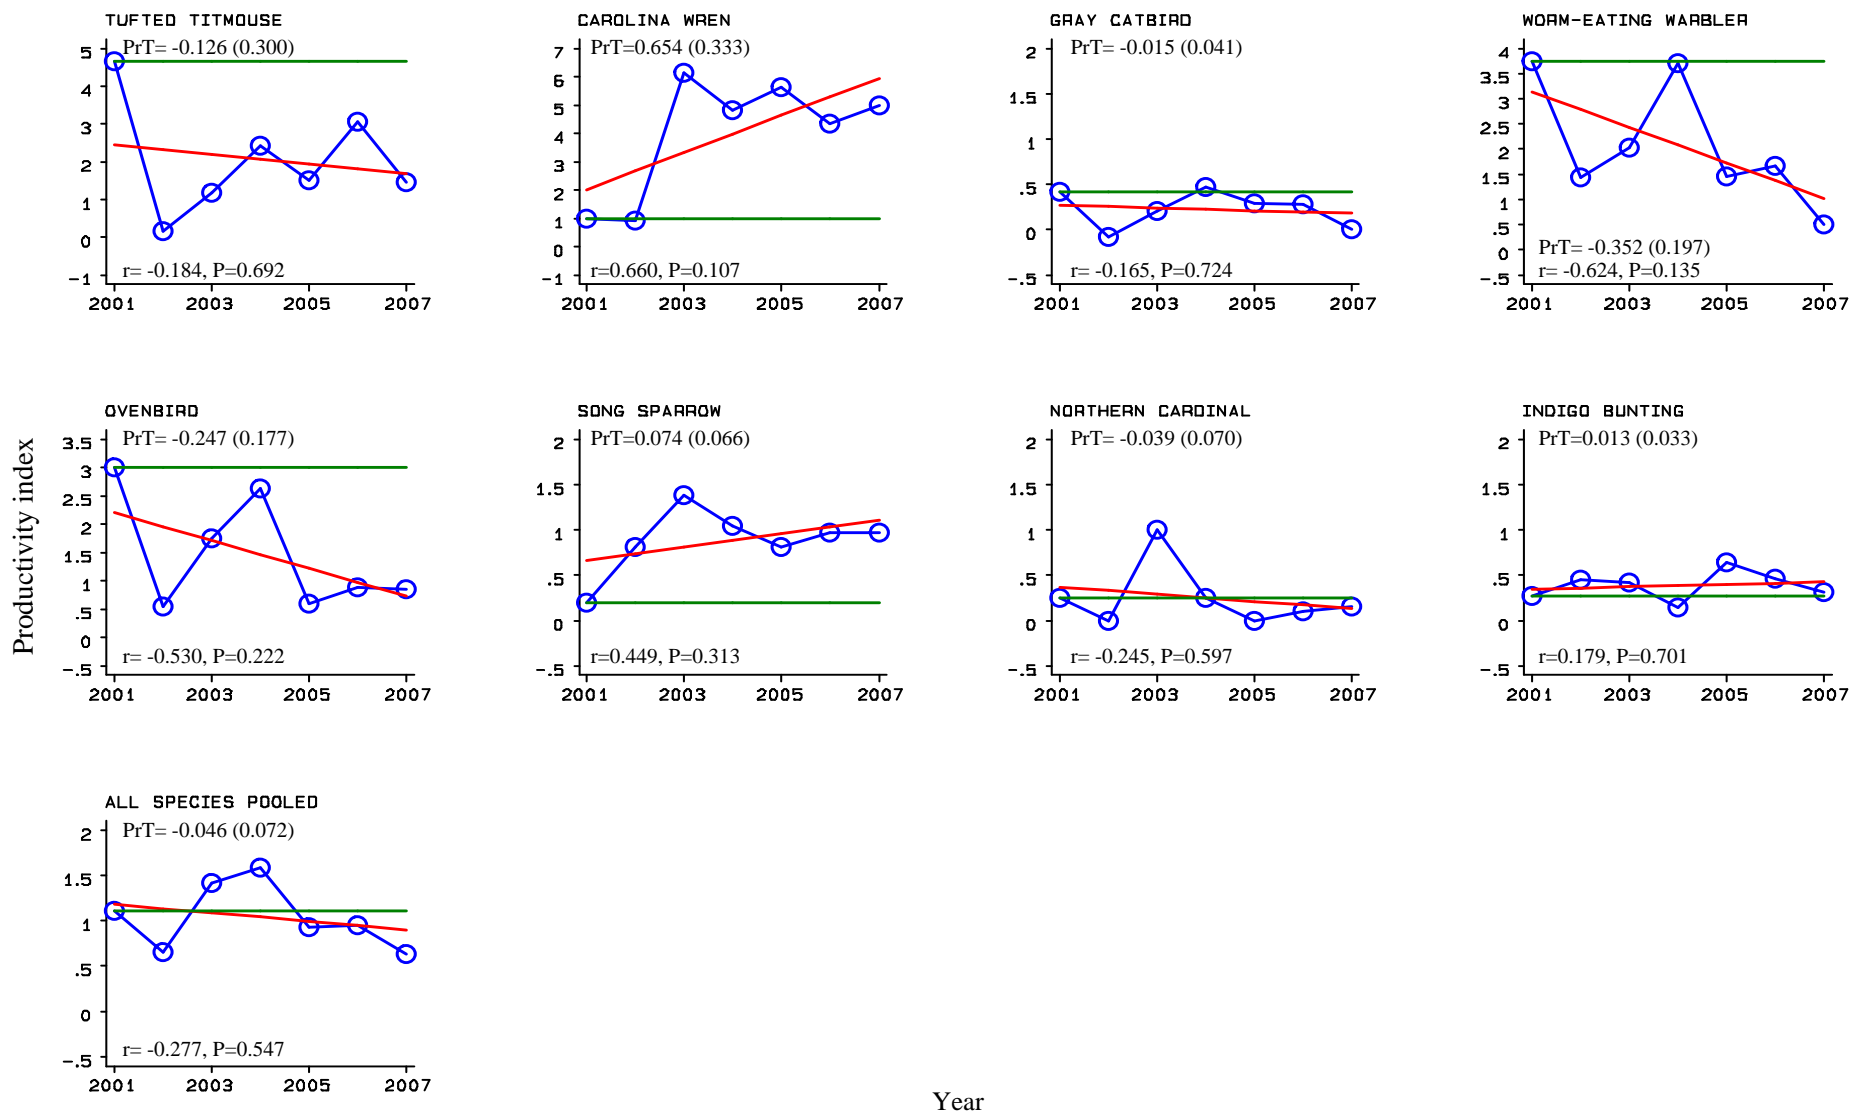 TUFTED TITMOUSE
PrT= -0.126 (0.300)
5
4
3
2
1
0
-1
r= -0.184, P=0.692
2001 2003 2005 2007
CAROLINA WREN
PrT=0.654 (0.333)
7
6
5
4
3
2
1
0
-1
r=0.660, P=0.107
2001 2003 2005 2007
GRAY CATBIRD
PrT= -0.015 (0.041)
2
1.5
1
.5
0
-.5
r= -0.165, P=0.724
2001 2003 2005 2007
WORM-EATING WARBLER
4
3.5
3
2.5
2
1.5
1
.5
0
-.5
PrT= -0.352 (0.197)
r= -0.624, P=0.135
2001 2003 2005 2007
Productivity index
OVENBIRD
PrT= -0.247 (0.177)
3.5
3
2.5
2
1.5
1
.5
0
-.5
r= -0.530, P=0.222
2001 2003 2005 2007
SONG SPARROW
PrT=0.074 (0.066)
2
1.5
1
.5
0
-.5
r=0.449, P=0.313
2001 2003 2005 2007
NORTHERN CARDINAL
PrT= -0.039 (0.070)
2
1.5
1
.5
0
-.5
r= -0.245, P=0.597
2001 2003 2005 2007
INDIGO BUNTING
PrT=0.013 (0.033)
2
1.5
1
.5
0
-.5
r=0.179, P=0.701
2001 2003 2005 2007
ALL SPECIES POOLED
PrT= -0.046 (0.072)
2
1.5
1
.5
0
-.5
r= -0.277, P=0.547
2001 2003 2005 2007
Year